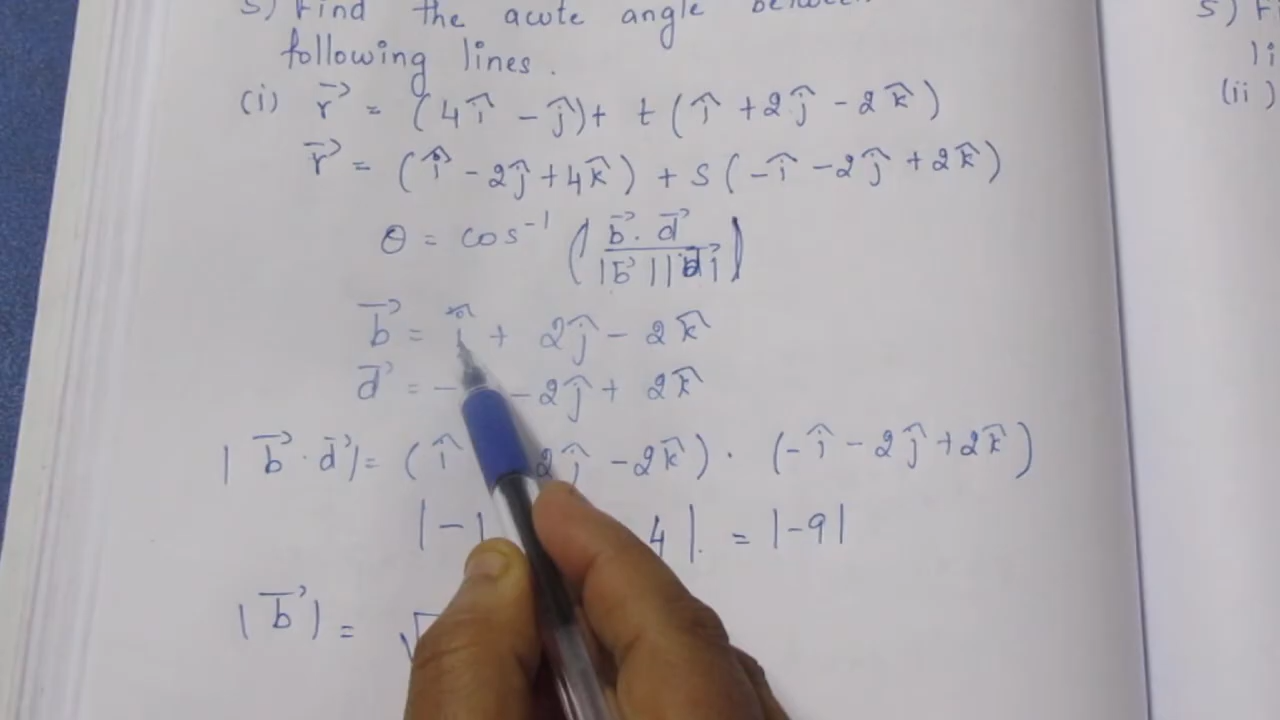 5) Find the acute angle
following lines.
(i) r⃗ = (4î - ĵ) + t (î + 2ĵ - 2k̂)
r⃗ = (î - 2ĵ + 4k̂) + s (-î - 2ĵ + 2k̂)
θ = cos⁻¹ (b⃗ . d⃗ / |b⃗| |d⃗|)
b⃗ = î + 2ĵ - 2k̂
d⃗ = - - 2ĵ + 2k̂
|b⃗ · d⃗| = (î 2ĵ - 2k̂) · (-î - 2ĵ + 2k̂)
|-1 4|. = |-9|
|b⃗| = √
5)
(ii)